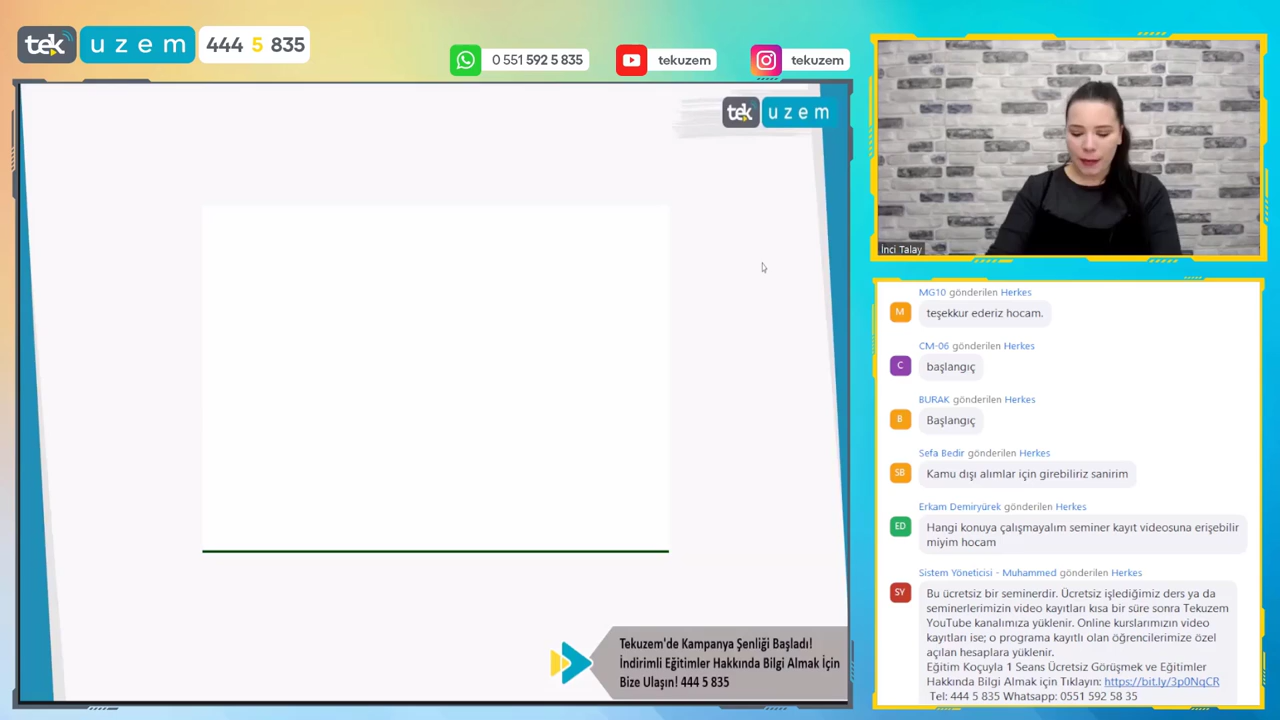 tek uzem 444 5 835
0 551 592 5 835
tekuzem
tekuzem
tek uzem
İnci Talay
MG10 gönderilen Herkes
M
teşekkur ederiz hocam.
CM-06 gönderilen Herkes
C
başlangıç
BURAK gönderilen Herkes
B
Başlangıç
Sefa Bedir gönderilen Herkes
SB
Kamu dışı alımlar için girebiliriz sanirim
Erkam Demiryürek gönderilen Herkes
ED
Hangi konuya çalışmayalım seminer kayıt videosuna erişebilir
miyim hocam
Sistem Yöneticisi - Muhammed gönderilen Herkes
SY
Bu ücretsiz bir seminerdir. Ücretsiz işlediğimiz ders ya da
seminerlerimizin video kayıtları kısa bir süre sonra Tekuzem
YouTube kanalımıza yüklenir. Online kurslarımızın video
kayıtları ise; o programa kayıtlı olan öğrencilerimize özel
açılan hesaplara yüklenir.
Eğitim Koçuyla 1 Seans Ücretsiz Görüşmek ve Eğitimler
Hakkında Bilgi Almak için Tıklayın: https://bit.ly/3p0NqCR
Tel: 444 5 835 Whatsapp: 0551 592 58 35
Tekuzem'de Kampanya Şenliği Başladı!
İndirimli Eğitimler Hakkında Bilgi Almak İçin
Bize Ulaşın! 444 5 835